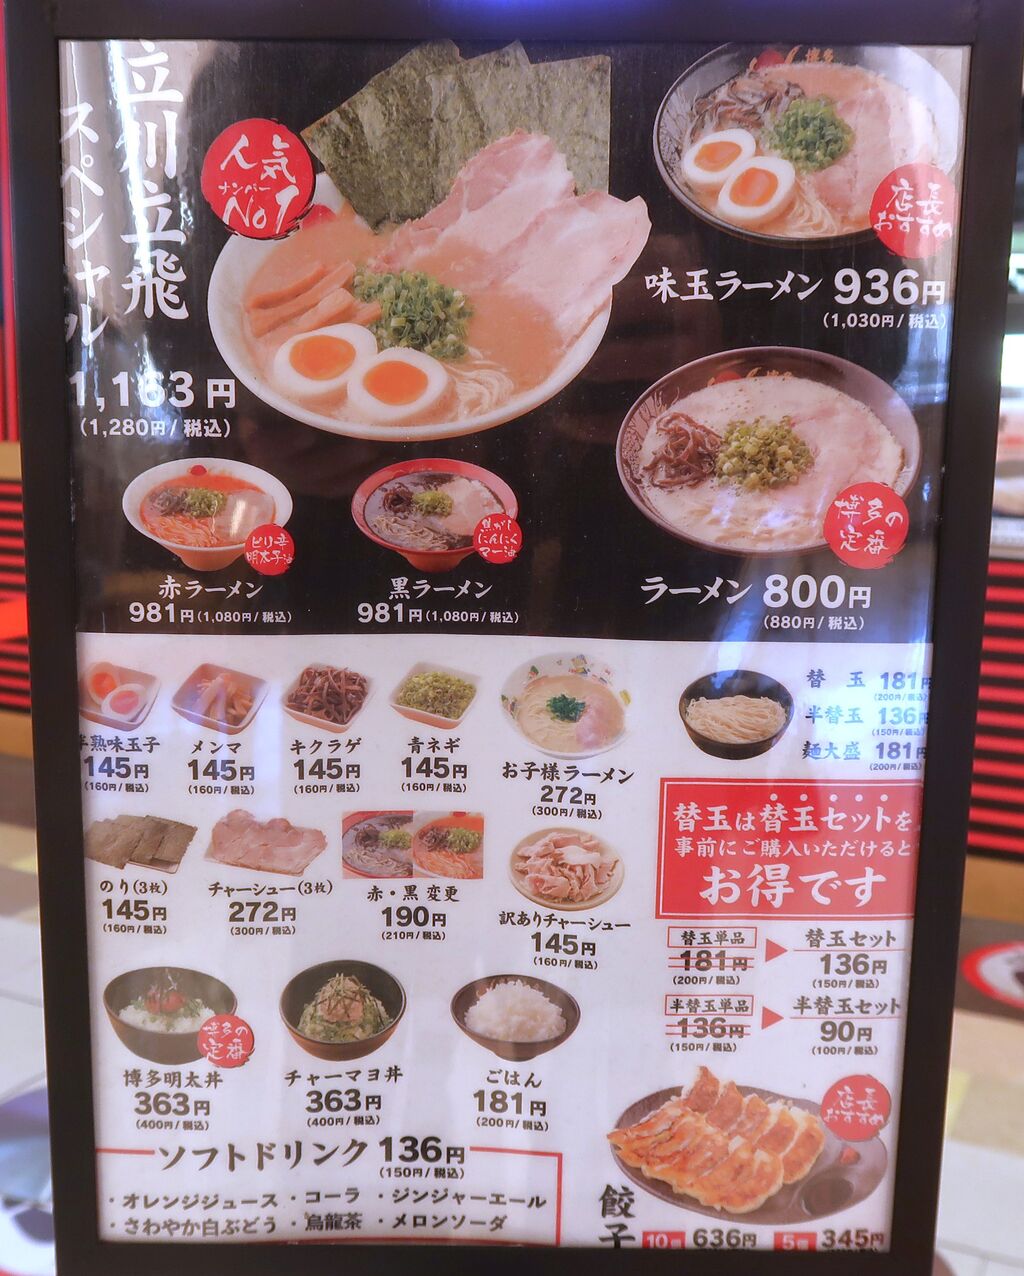 立川立飛
スペシャル
人気
ナンバー
No1
1,163円
(1,280円/税込)
店長
おすすめ
味玉ラーメン 936円
(1,030円/税込)
博多の
定番
ラーメン 800円
(880円/税込)
ピリ辛
明太子油
赤ラーメン
981円(1,080円/税込)
焦がし
にんにく
マー油
黒ラーメン
981円(1,080円/税込)
半熟味玉子
145円
(160円/税込)
メンマ
145円
(160円/税込)
キクラゲ
145円
(160円/税込)
青ネギ
145円
(160円/税込)
お子様ラーメン
272円
(300円/税込)
替 玉 181円
(200円/税込)
半替玉 136円
(150円/税込)
麺大盛 181円
(200円/税込)
のり(3枚)
145円
(160円/税込)
チャーシュー(3枚)
272円
(300円/税込)
赤・黒 変更
190円
(210円/税込)
訳ありチャーシュー
145円
(160円/税込)
替玉は替玉セットを
事前にご購入いただけると
お得です
替玉単品
181円
(200円/税込)
替玉セット
136円
(150円/税込)
半替玉単品
136円
(150円/税込)
半替玉セット
90円
(100円/税込)
博多の
定番
博多明太丼
363円
(400円/税込)
チャーマヨ丼
363円
(400円/税込)
ごはん
181円
(200円/税込)
ソフトドリンク 136円
(150円/税込)
・オレンジジュース ・コーラ ・ジンジャーエール
・さわやか白ぶどう ・烏龍茶 ・メロンソーダ
店長
おすすめ
餃子
10個 636円
5個 345円